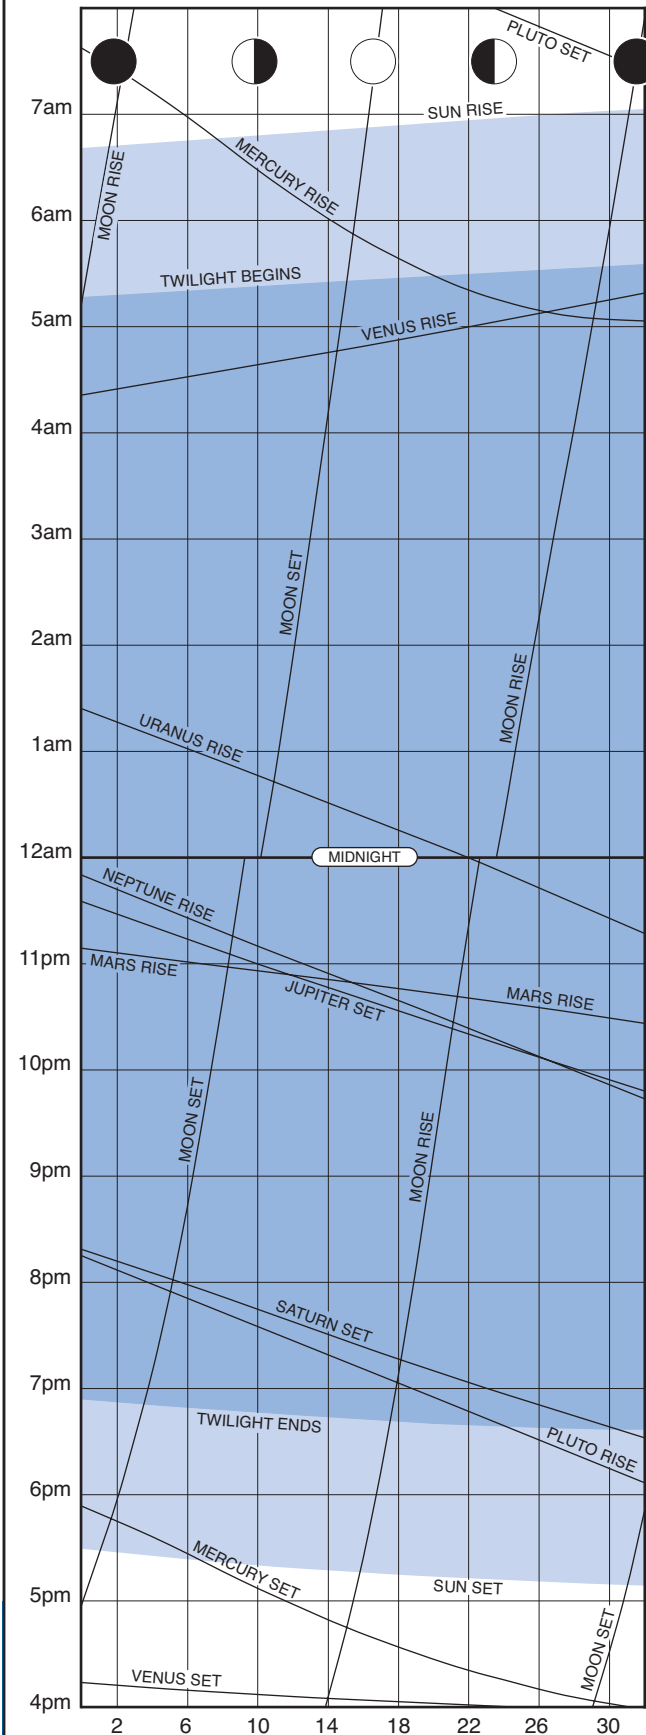 PLUTO SET
7am
SUN RISE
MOON RISE
MERCURY RISE
6am
TWILIGHT BEGINS
5am
VENUS RISE
4am
3am
MOON SET
2am
MOON RISE
URANUS RISE
1am
12am
MIDNIGHT
NEPTUNE RISE
11pm
MARS RISE
JUPITER SET
MARS RISE
10pm
MOON SET
MOON RISE
9pm
8pm
SATURN SET
7pm
TWILIGHT ENDS
PLUTO RISE
6pm
MERCURY SET
SUN SET
5pm
MOON SET
VENUS SET
4pm
2 6 10 14 18 22 26 30